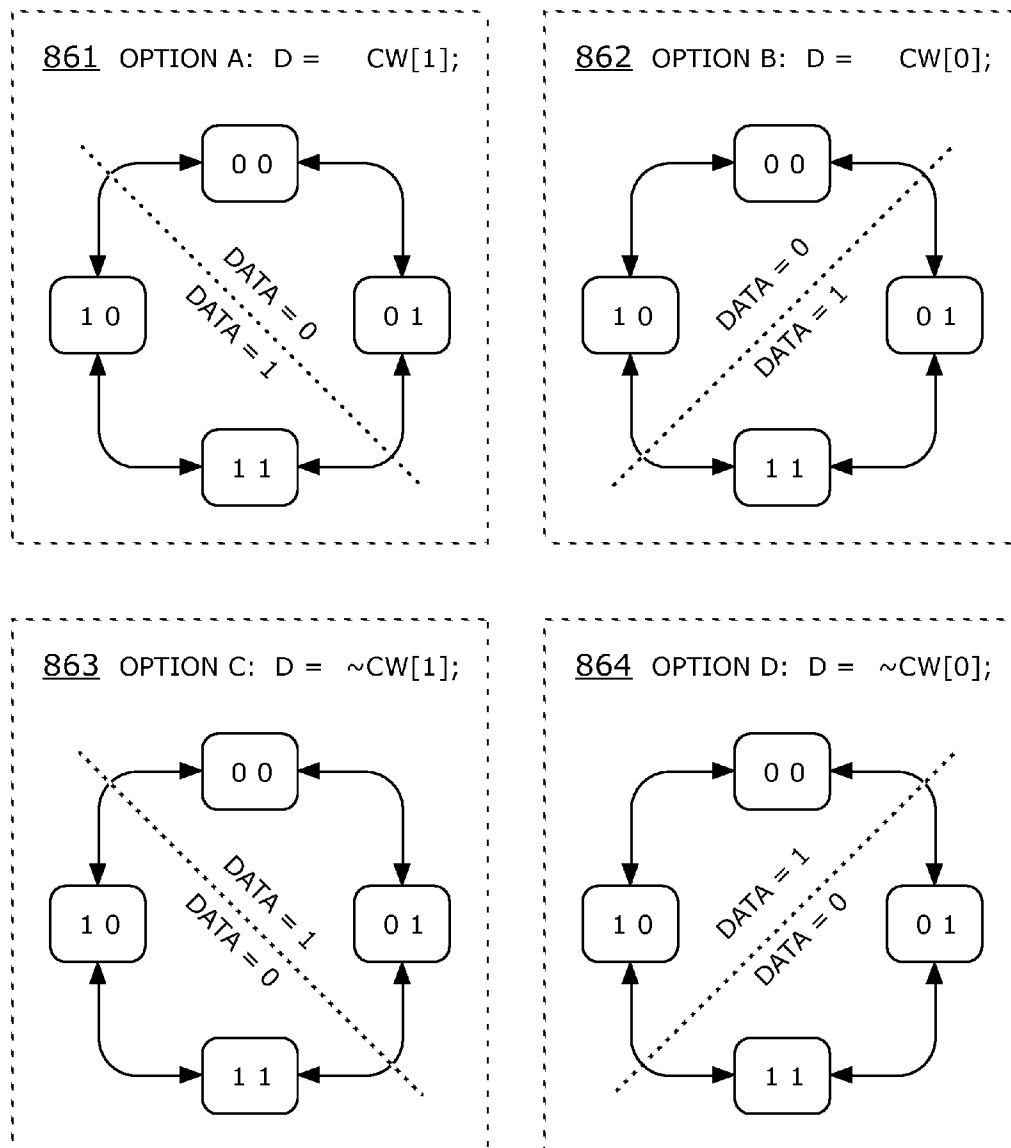 861 OPTION A: D = CW[1];
0 0
DATA = 0
DATA = 1
1 0
0 1
1 1
862 OPTION B: D = CW[0];
0 0
DATA = 0
DATA = 1
1 0
0 1
1 1
863 OPTION C: D = ~CW[1];
0 0
DATA = 1
DATA = 0
1 0
0 1
1 1
864 OPTION D: D = ~CW[0];
0 0
DATA = 1
DATA = 0
1 0
0 1
1 1